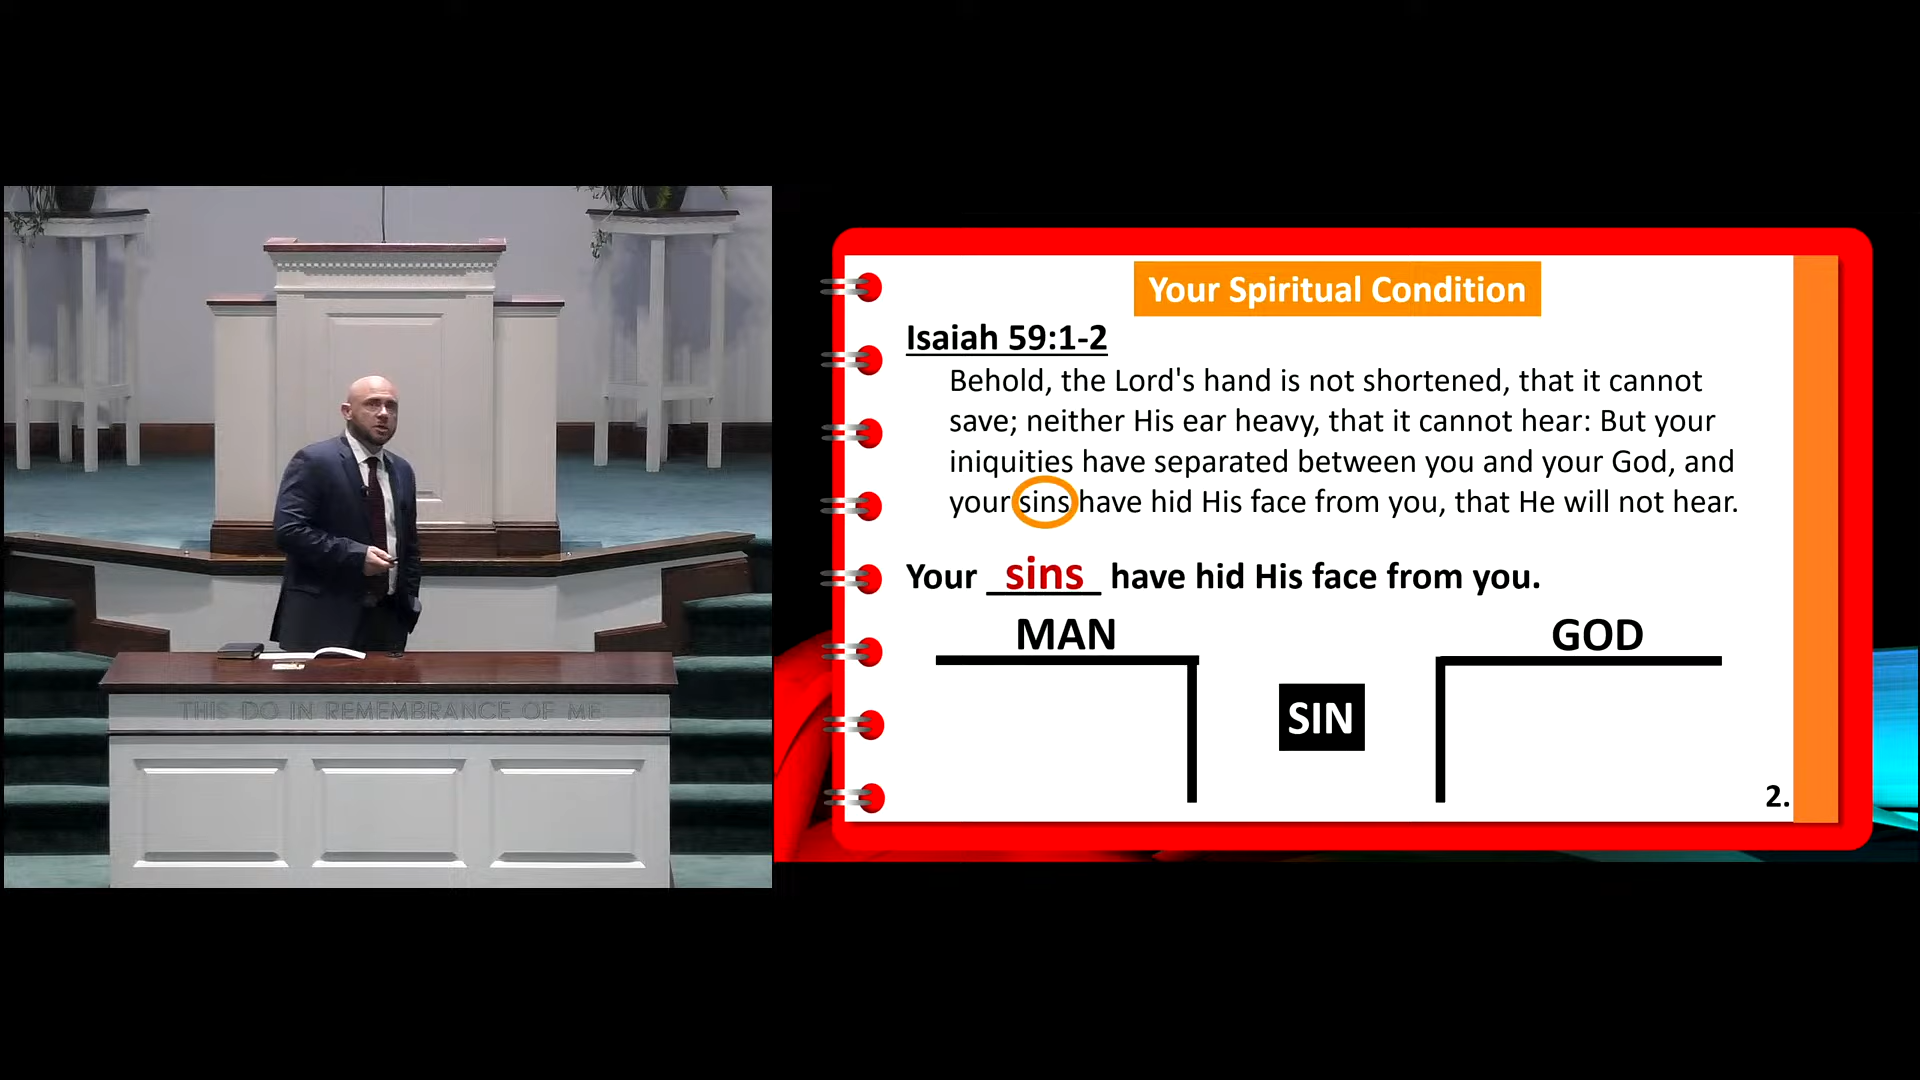 THIS DO IN REMEMBRANCE OF ME
Your Spiritual Condition
Isaiah 59:1-2
Behold, the Lord's hand is not shortened, that it cannot
save; neither His ear heavy, that it cannot hear: But your
iniquities have separated between you and your God, and
your sins have hid His face from you, that He will not hear.
Your sins have hid His face from you.
MAN
GOD
SIN
2.